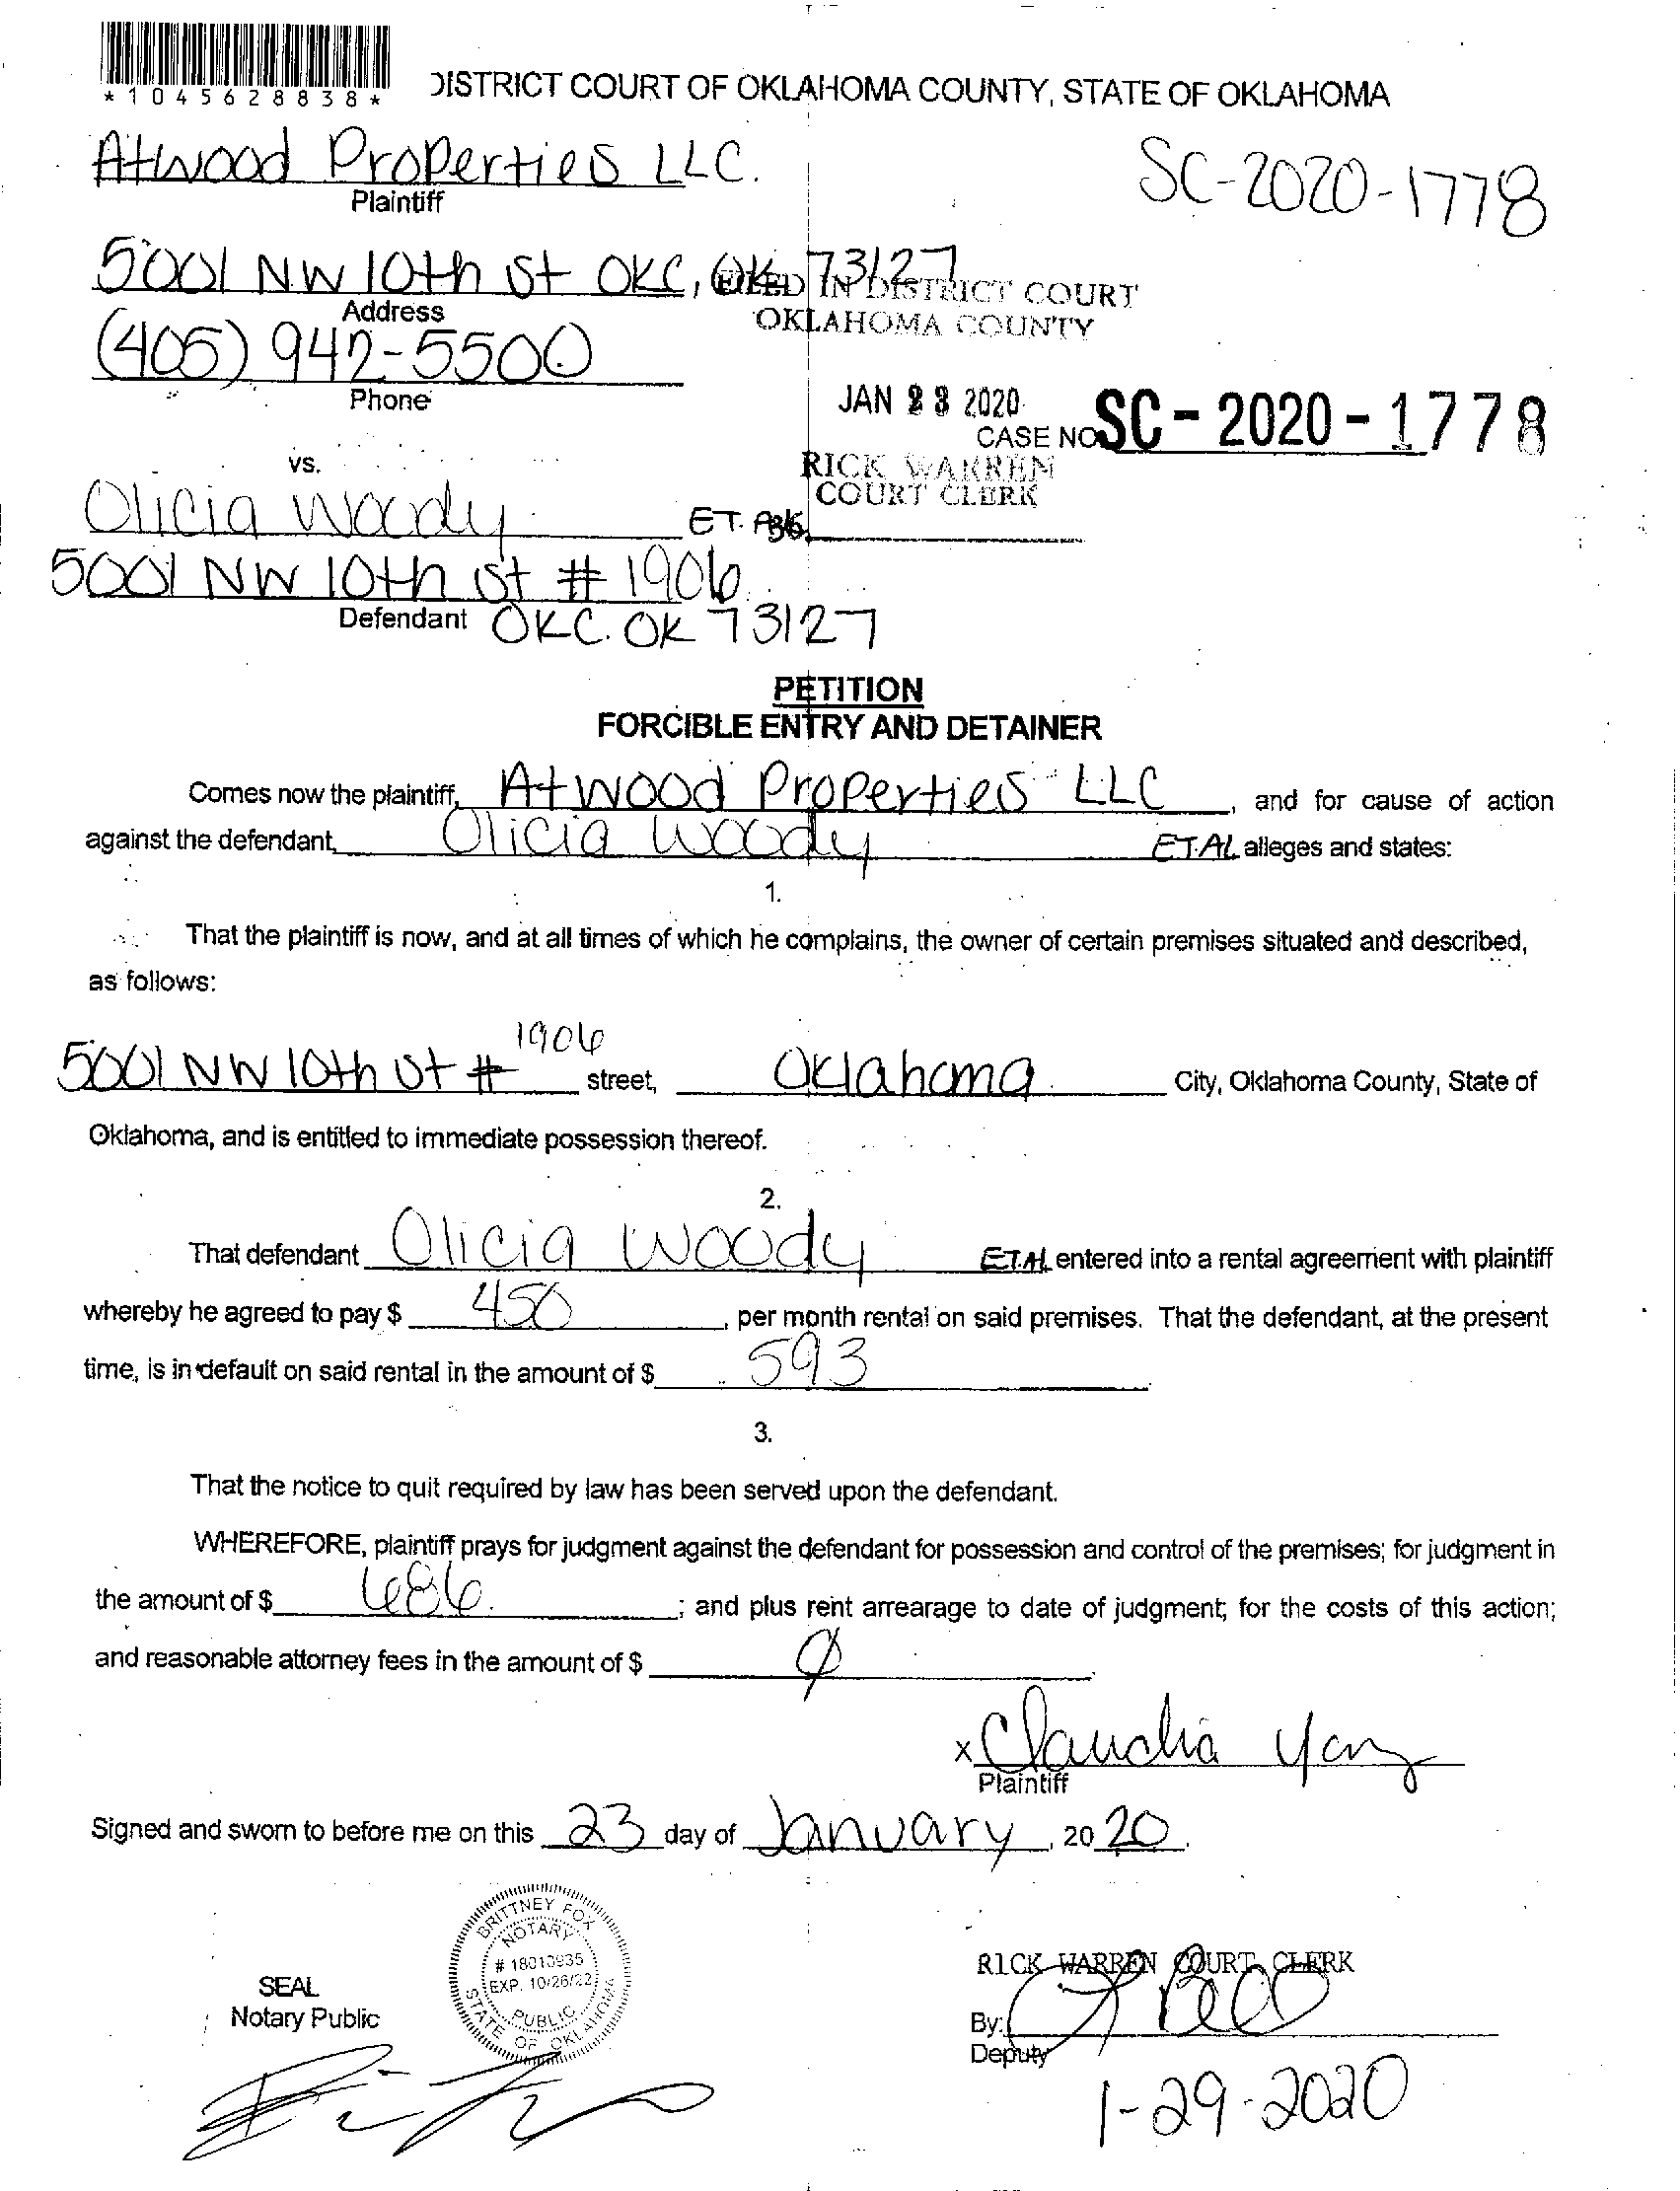 *1045628838*
DISTRICT COURT OF OKLAHOMA COUNTY, STATE OF OKLAHOMA
Atwood Properties LLC.
Plaintiff
SC-2020-1778
5001 NW 10th St OKC, OK 73127
Address
FILED IN DISTRICT COURT
OKLAHOMA COUNTY
(405) 942-5500
Phone
JAN 23 2020
CASE NO SC-2020-1778
RICK WARREN
COURT CLERK
vs.
Olicia Woody ET.
5001 NW 10th St # 1906
Defendant OKC. OK 73127
PETITION
FORCIBLE ENTRY AND DETAINER
Comes now the plaintiff, Atwood Properties LLC, and for cause of action
against the defendant, Olicia Woody ET.AL alleges and states:
1.
That the plaintiff is now, and at all times of which he complains, the owner of certain premises situated and described,
as follows:
5001 NW 10th St # 1906 street, Oklahoma City, Oklahoma County, State of
Oklahoma, and is entitled to immediate possession thereof.
2.
That defendant Olicia Woody ET.AL entered into a rental agreement with plaintiff
whereby he agreed to pay $ 450, per month rental on said premises. That the defendant, at the present
time, is in default on said rental in the amount of $ 593
3.
That the notice to quit required by law has been served upon the defendant.
WHEREFORE, plaintiff prays for judgment against the defendant for possession and control of the premises; for judgment in
the amount of $ 686. ; and plus rent arrearage to date of judgment; for the costs of this action;
and reasonable attorney fees in the amount of $ ∅
x Claudia
Plaintiff
Signed and sworn to before me on this 23 day of January, 20 20.
BRITTNEY FOX
NOTARY
# 18010935
EXP. 10/26/22
PUBLIC
STATE OF OKLAHOMA
SEAL
Notary Public
RICK WARREN COURT CLERK
By:
Deputy
1-29-2020